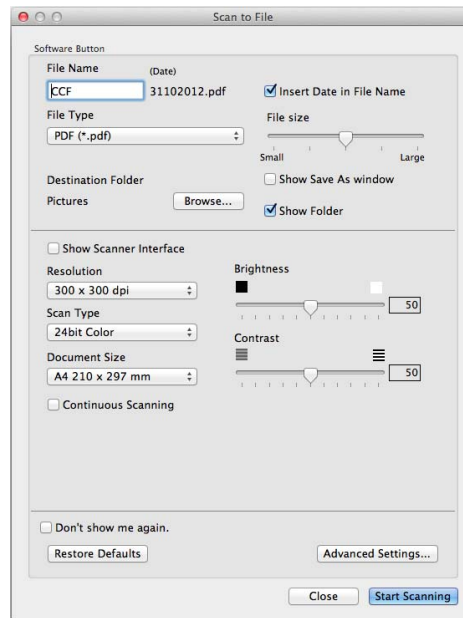 Scan to File
Software Button
File Name (Date)
CCF 31102012.pdf
Insert Date in File Name
File Type
File size
PDF (*.pdf)
Small Large
Destination Folder
Show Save As window
Pictures Browse...
Show Folder
Show Scanner Interface
Resolution
Brightness
300 x 300 dpi
50
Scan Type
24bit Color
Contrast
Document Size
A4 210 x 297 mm
50
Continuous Scanning
Don't show me again.
Restore Defaults Advanced Settings...
Close Start Scanning